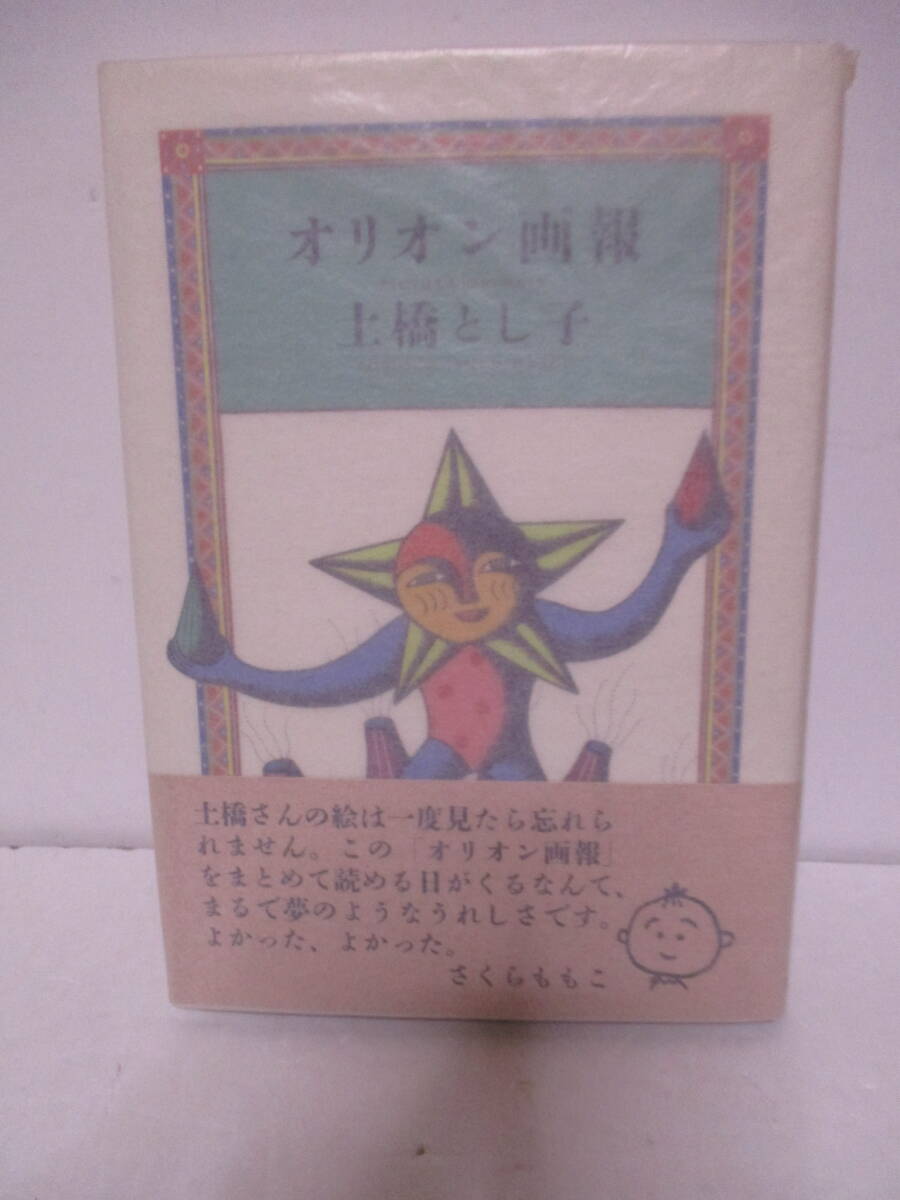 オリオン画報
土橋とし子
土橋さんの絵は一度見たら忘れら
れません。この「オリオン画報」
をまとめて読める日がくるなんて、
まるで夢のようなうれしさです。
よかった、よかった。
さくらももこ